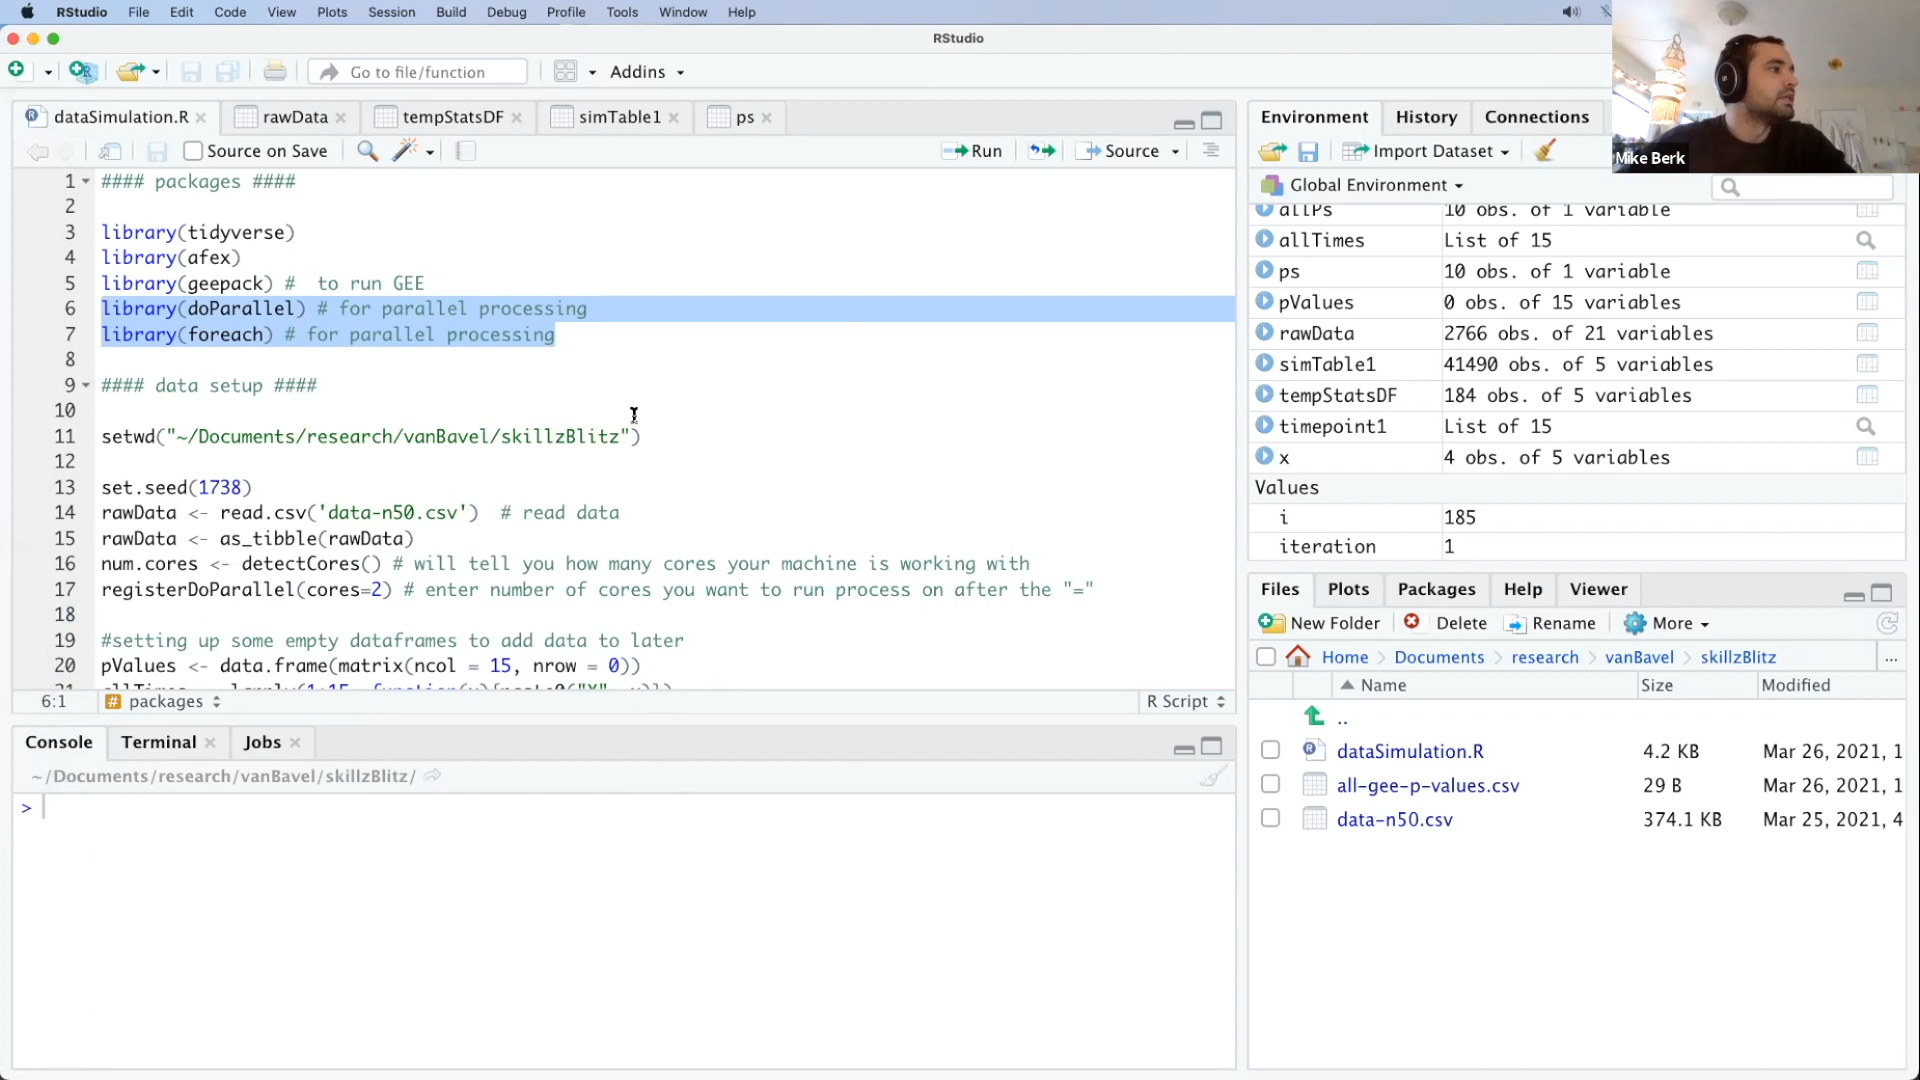 RStudio File Edit Code View Plots Session Build Debug Profile Tools Window Help
RStudio
Go to file/function Addins
dataSimulation.R rawData tempStatsDF simTable1 ps
Source on Save Run Source
1 #### packages ####
2
3 library(tidyverse)
4 library(afex)
5 library(geepack) #  to run GEE
6 library(doParallel) # for parallel processing
7 library(foreach) # for parallel processing
8
9 #### data setup ####
10
11 setwd("~/Documents/research/vanBavel/skillzBlitz")
12
13 set.seed(1738)
14 rawData <- read.csv('data-n50.csv')  # read data
15 rawData <- as_tibble(rawData)
16 num.cores <- detectCores() # will tell you how many cores your machine is working with
17 registerDoParallel(cores=2) # enter number of cores you want to run process on after the "="
18
19 #setting up some empty dataframes to add data to later
20 pValues <- data.frame(matrix(ncol = 15, nrow = 0))
6:1 # packages R Script
Console Terminal Jobs
~/Documents/research/vanBavel/skillzBlitz/
>
Environment History Connections
Mike Berk
Import Dataset
Global Environment
allPs 10 obs. of 1 variable
allTimes List of 15
ps 10 obs. of 1 variable
pValues 0 obs. of 15 variables
rawData 2766 obs. of 21 variables
simTable1 41490 obs. of 5 variables
tempStatsDF 184 obs. of 5 variables
timepoint1 List of 15
x 4 obs. of 5 variables
Values
i 185
iteration 1
Files Plots Packages Help Viewer
New Folder Delete Rename More
Home > Documents > research > vanBavel > skillzBlitz ...
Name Size Modified
..
dataSimulation.R 4.2 KB Mar 26, 2021, 1
all-gee-p-values.csv 29 B Mar 26, 2021, 1
data-n50.csv 374.1 KB Mar 25, 2021, 4